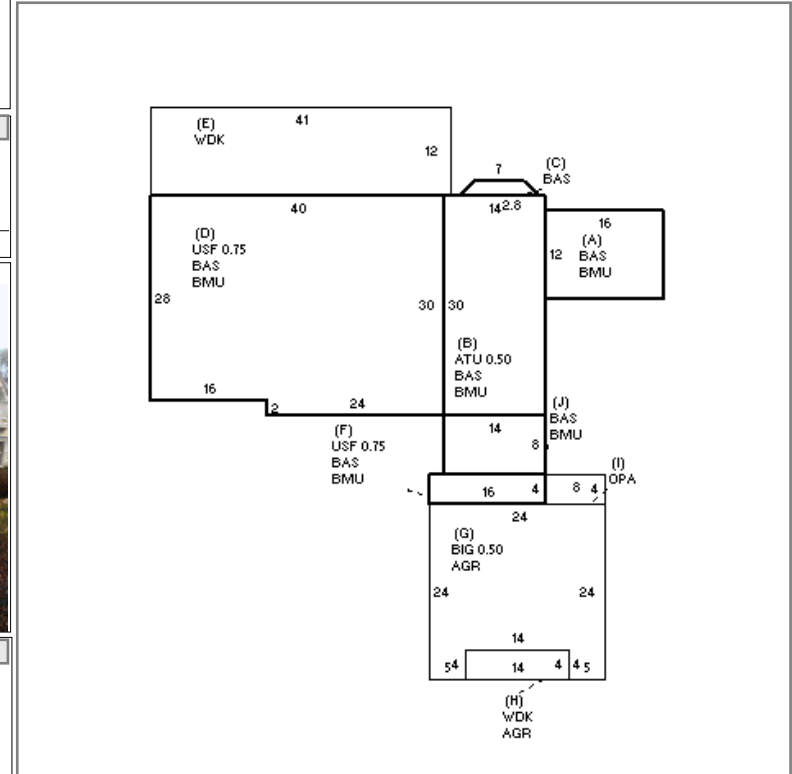 41
(E)
WDK
12
7
(C)
BAS
40
14 2.8
16
(D)
USF 0.75
BAS
BMU
12
(A)
BAS
BMU
28
30
30
(B)
ATU 0.50
BAS
BMU
16
2
24
(J)
BAS
BMU
14
8
(F)
USF 0.75
BAS
BMU
(I)
OPA
16
4
8
4
24
(G)
BIG 0.50
AGR
24
24
14
5 4
14
4
4 5
(H)
WDK
AGR